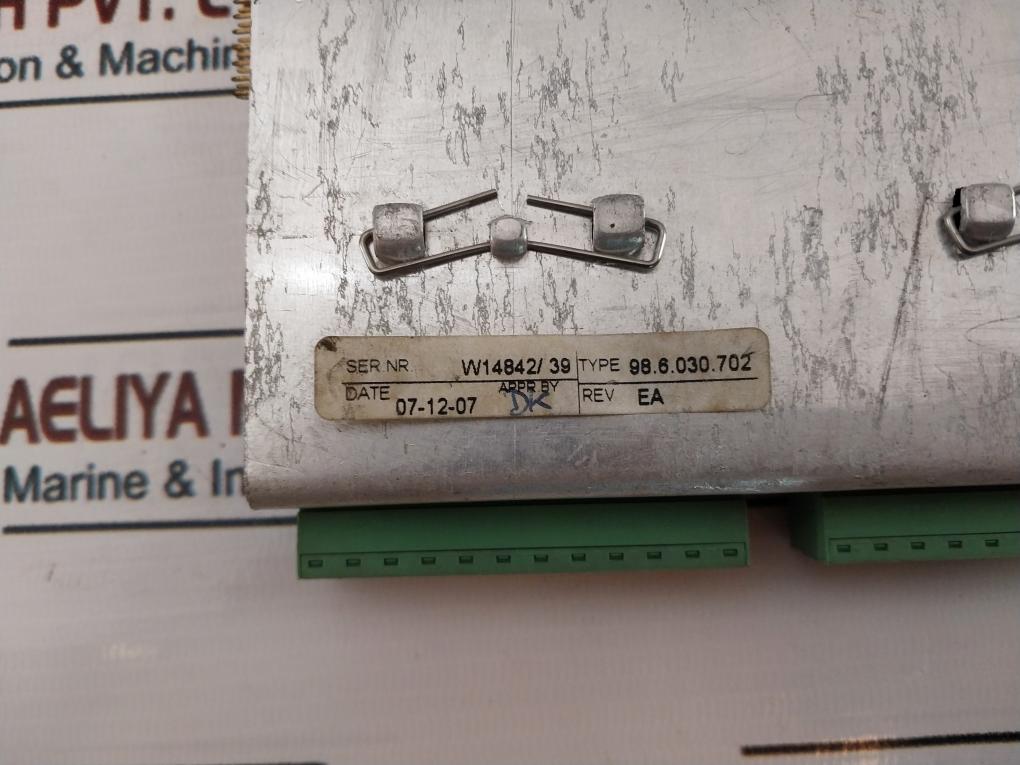 H PVT. C
on & Machin
SER NR. W14842/ 39 TYPE 98.6.030.702
DATE 07-12-07 APPR BY DK REV EA
AELIYA
Marine & In